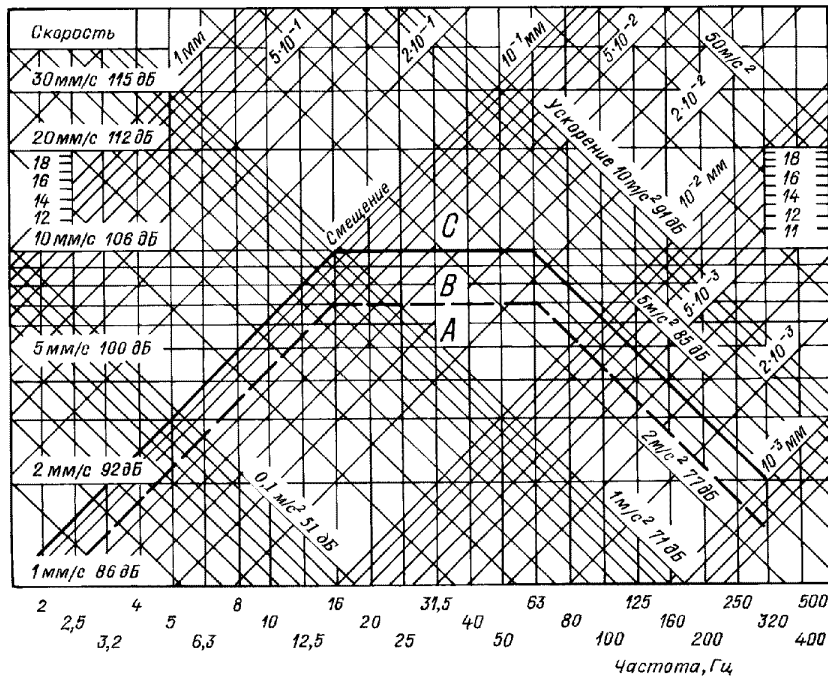 Скорость
1 мм
5·10⁻¹
2·10⁻¹
10⁻¹ мм
5·10⁻²
50 м/с²
30 мм/с 115 дБ
2·10⁻²
Ускорение 10 м/с² 91 дБ
20 мм/с 112 дБ
18
16
14
12
10⁻² мм
18
16
14
12
11
Смещение
10 мм/с 106 дБ
C
B
A
5·10⁻³
5 м/с² 85 дБ
2·10⁻³
5 мм/с 100 дБ
10⁻³ мм
2 мм/с 92 дБ
0,1 м/с² 51 дБ
2 м/с² 77 дБ
1 м/с² 71 дБ
1 мм/с 86 дБ
2 4 8 16 31,5 63 125 250 500
2,5 5 10 20 40 80 160 320
3,2 6,3 12,5 25 50 100 200 400
Частота, Гц